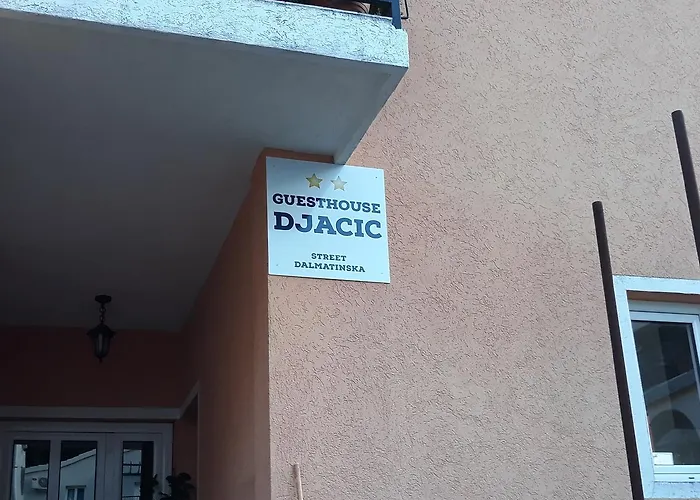 GUESTHOUSE
DJACIC
STREET
DALMATINSKA